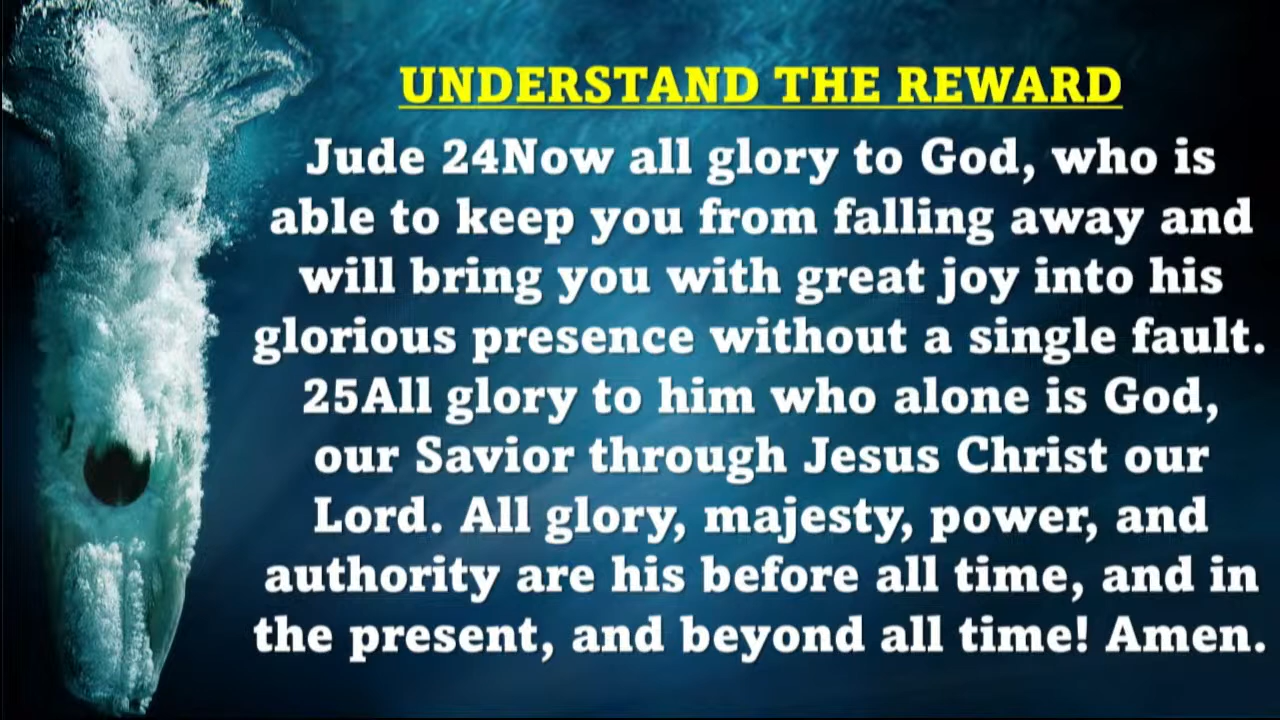 UNDERSTAND THE REWARD
Jude 24Now all glory to God, who is
able to keep you from falling away and
will bring you with great joy into his
glorious presence without a single fault.
25All glory to him who alone is God,
our Savior through Jesus Christ our
Lord. All glory, majesty, power, and
authority are his before all time, and in
the present, and beyond all time! Amen.